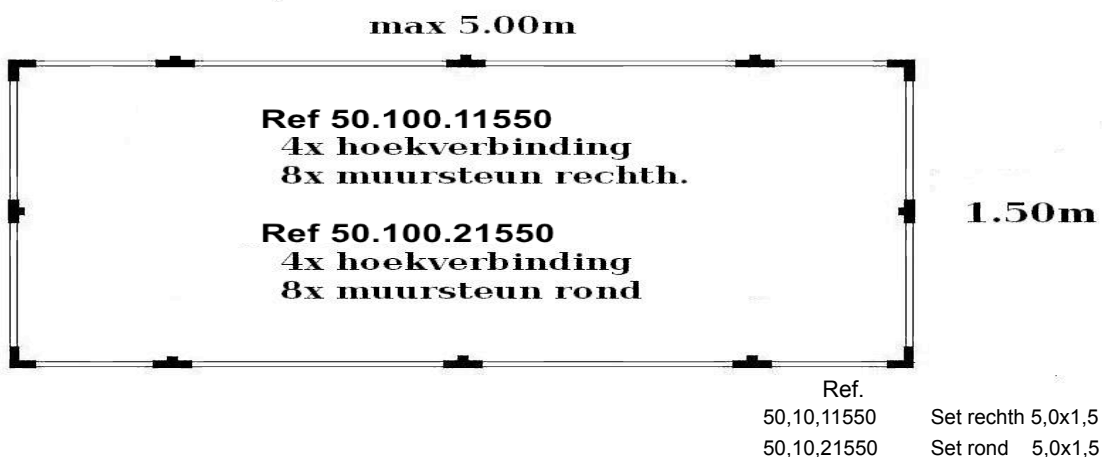 max 5.00m
Ref 50.100.11550
4x hoekverbinding
8x muursteun rechth.
1.50m
Ref 50.100.21550
4x hoekverbinding
8x muursteun rond
Ref.
50,10,11550 Set rechth 5,0x1,5
50,10,21550 Set rond 5,0x1,5